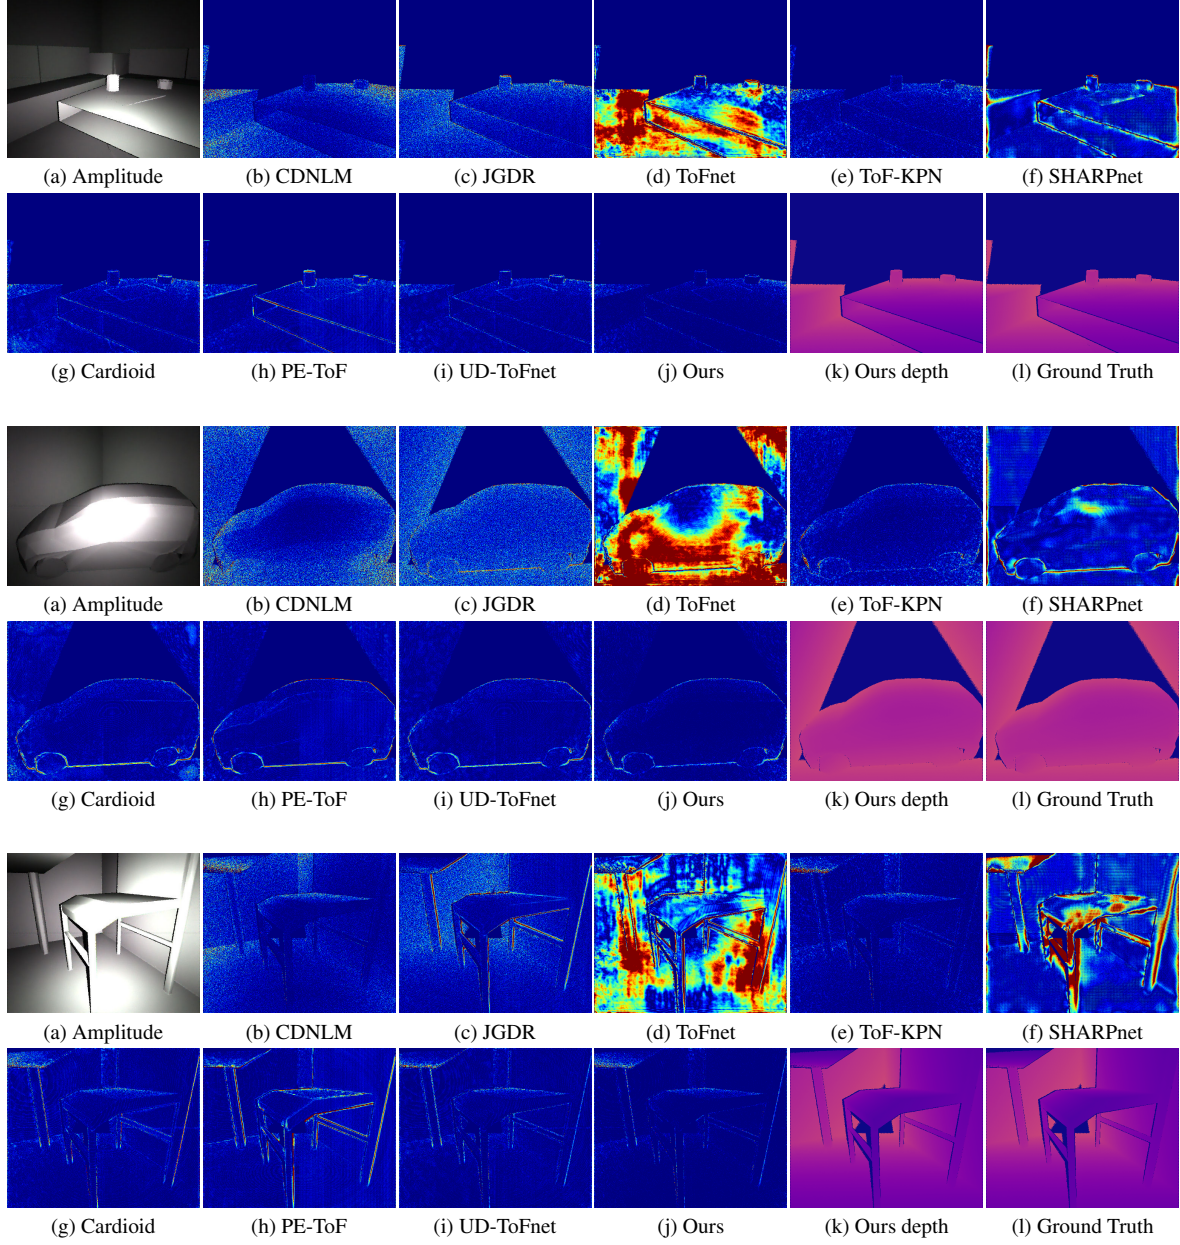 (a) Amplitude (b) CDNLM (c) JGDR (d) ToFnet (e) ToF-KPN (f) SHARPnet
(g) Cardioid (h) PE-ToF (i) UD-ToFnet (j) Ours (k) Ours depth (l) Ground Truth
(a) Amplitude (b) CDNLM (c) JGDR (d) ToFnet (e) ToF-KPN (f) SHARPnet
(g) Cardioid (h) PE-ToF (i) UD-ToFnet (j) Ours (k) Ours depth (l) Ground Truth
(a) Amplitude (b) CDNLM (c) JGDR (d) ToFnet (e) ToF-KPN (f) SHARPnet
(g) Cardioid (h) PE-ToF (i) UD-ToFnet (j) Ours (k) Ours depth (l) Ground Truth